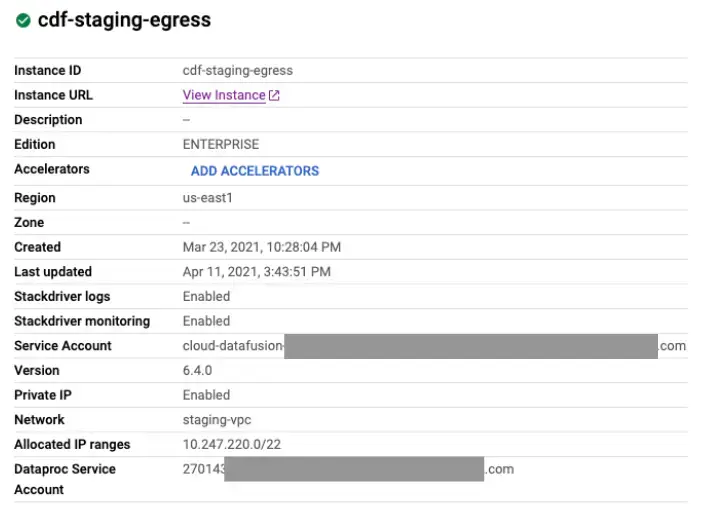 cdf-staging-egress
Instance ID cdf-staging-egress
Instance URL View Instance
Description –
Edition ENTERPRISE
Accelerators ADD ACCELERATORS
Region us-east1
Zone –
Created Mar 23, 2021, 10:28:04 PM
Last updated Apr 11, 2021, 3:43:51 PM
Stackdriver logs Enabled
Stackdriver monitoring Enabled
Service Account cloud-datafusion- .com
Version 6.4.0
Private IP Enabled
Network staging-vpc
Allocated IP ranges 10.247.220.0/22
Dataproc Service 270143 .com
Account